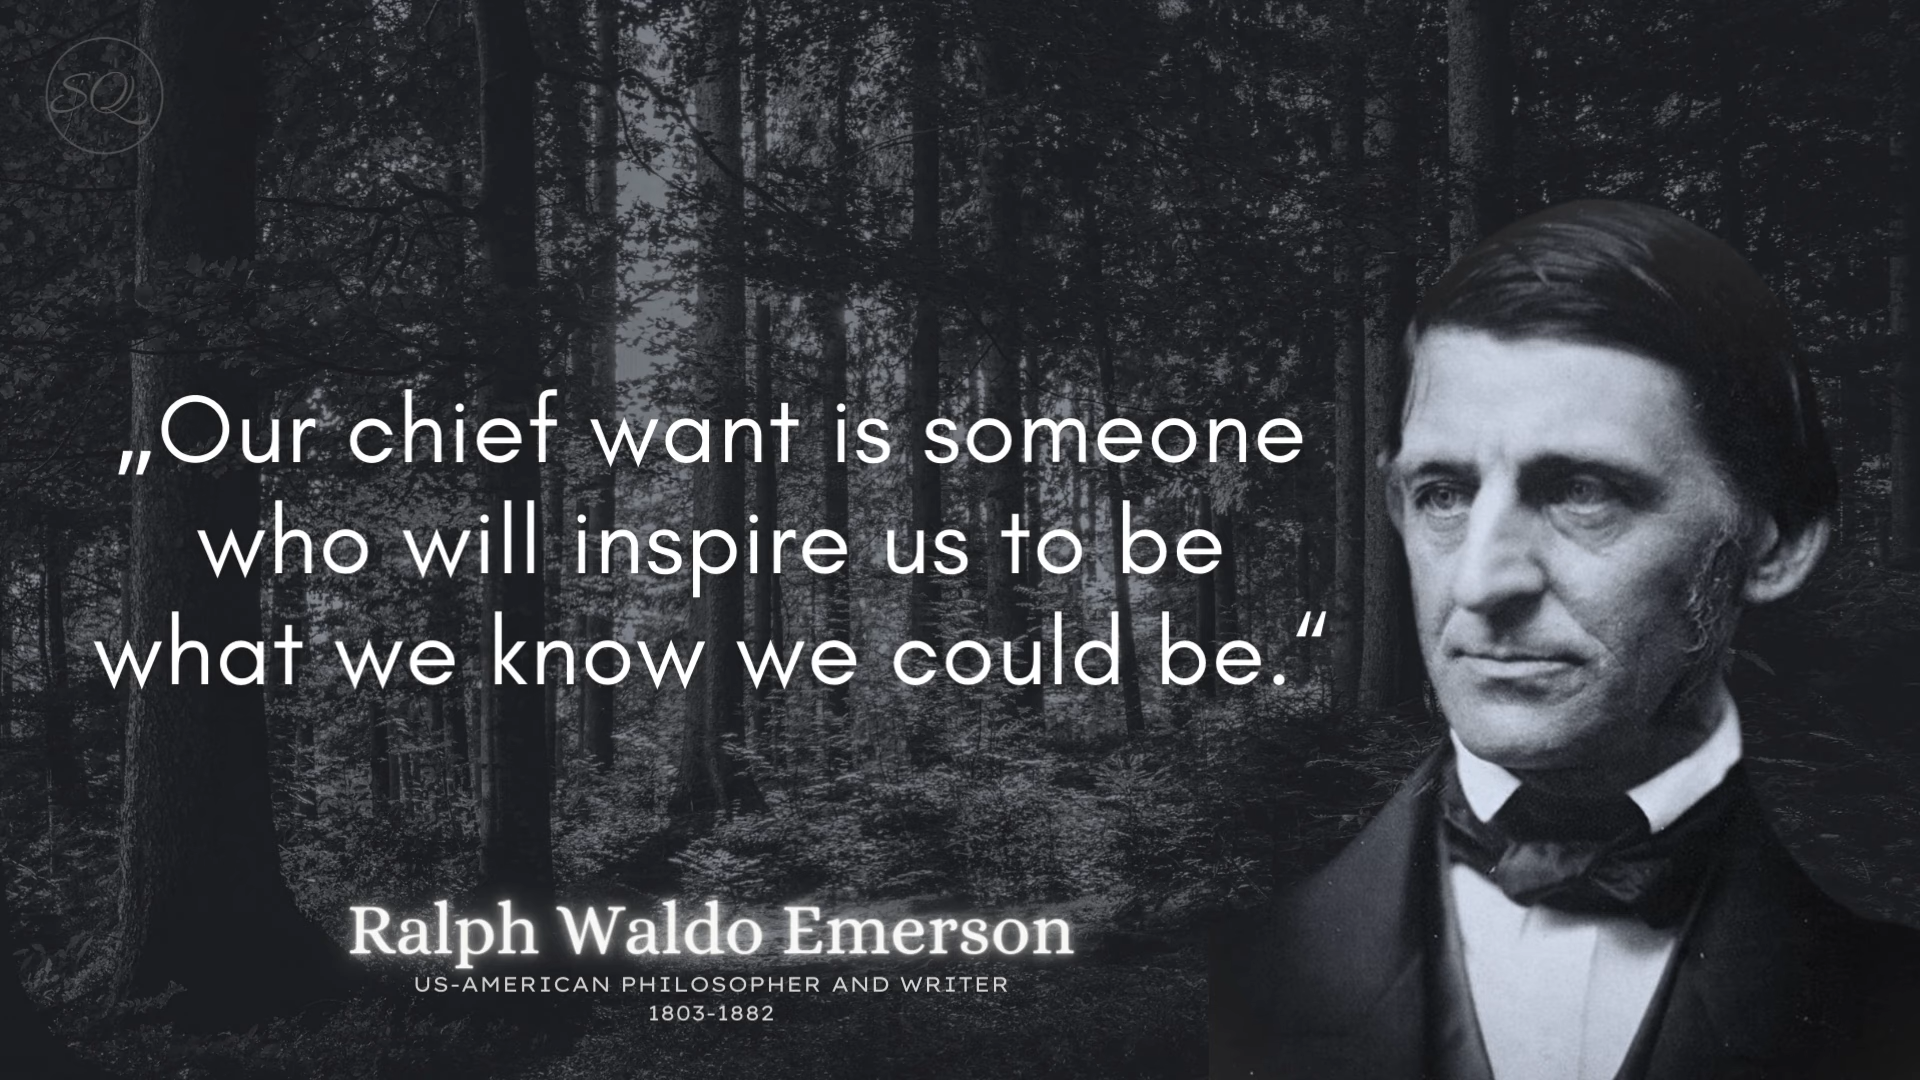 SQ
„Our chief want is someone
who will inspire us to be
what we know we could be.“
Ralph Waldo Emerson
US-AMERICAN PHILOSOPHER AND WRITER
1803-1882